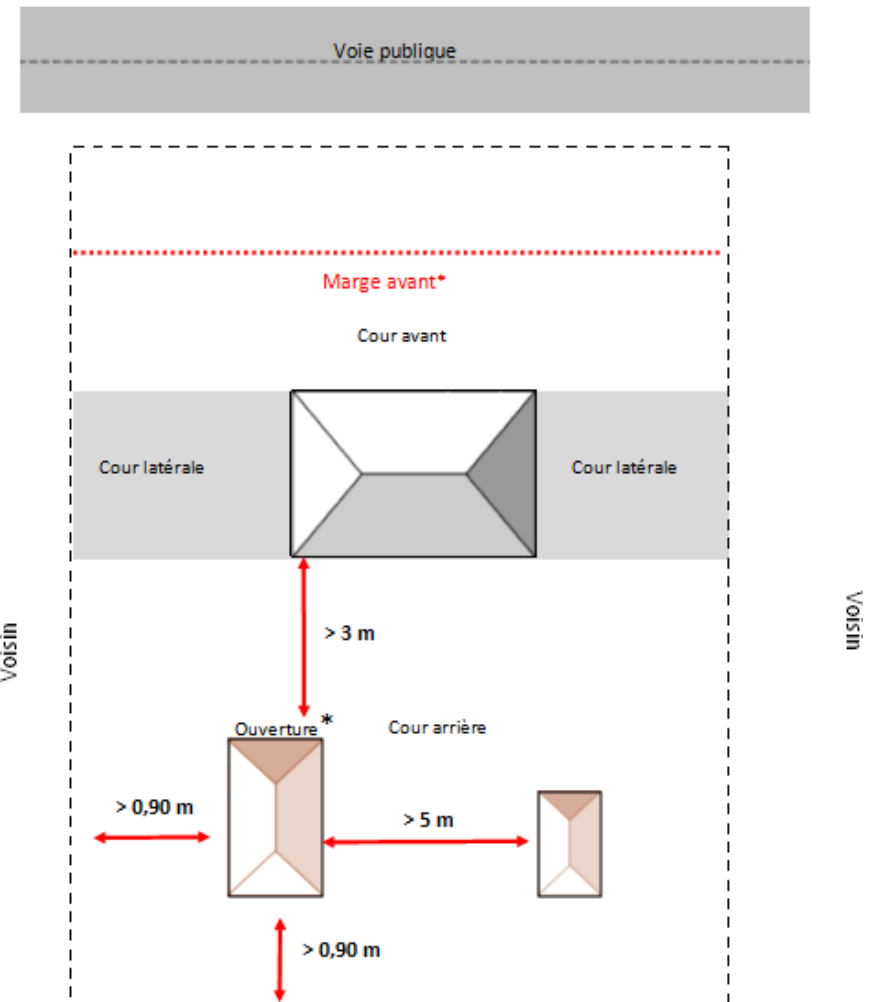 Voie publique
Marge avant*
Cour avant
Cour latérale
Cour latérale
> 3 m
Voisin
Voisin
Ouverture*
Cour arrière
> 0,90 m
> 5 m
> 0,90 m